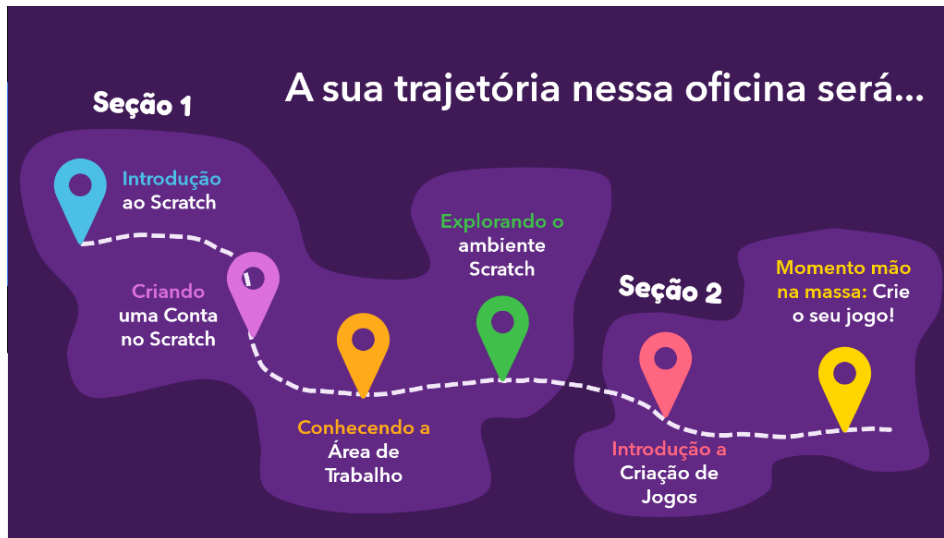 A sua trajetória nessa oficina será...
Seção 1
Introdução
ao Scratch
Criando
uma Conta
no Scratch
Conhecendo a
Área de
Trabalho
Explorando o
ambiente
Scratch
Seção 2
Introdução a
Criação de
Jogos
Momento mão
na massa: Crie
o seu jogo!